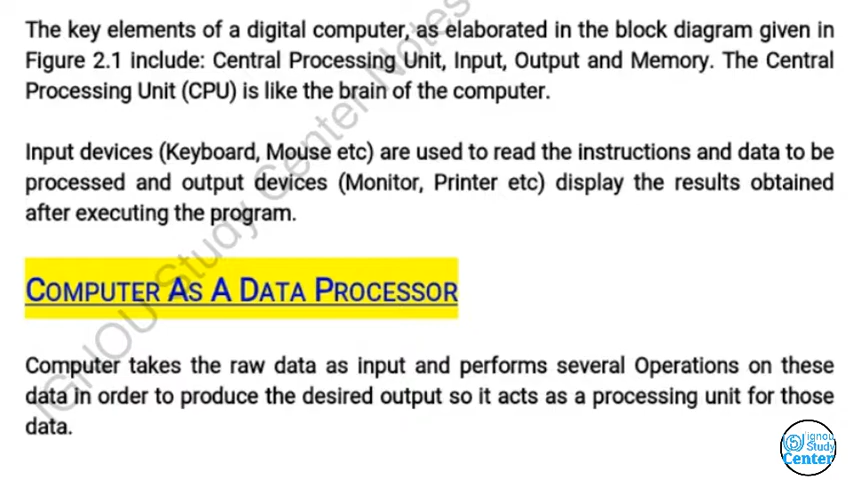 The key elements of a digital computer, as elaborated in the block diagram given in
Figure 2.1 include: Central Processing Unit, Input, Output and Memory. The Central
Processing Unit (CPU) is like the brain of the computer.
Input devices (Keyboard, Mouse etc) are used to read the instructions and data to be
processed and output devices (Monitor, Printer etc) display the results obtained
after executing the program.
COMPUTER AS A DATA PROCESSOR
Computer takes the raw data as input and performs several Operations on these
data in order to produce the desired output so it acts as a processing unit for those
data.
IGNOU Study Center Notes
ignou
Study
Center